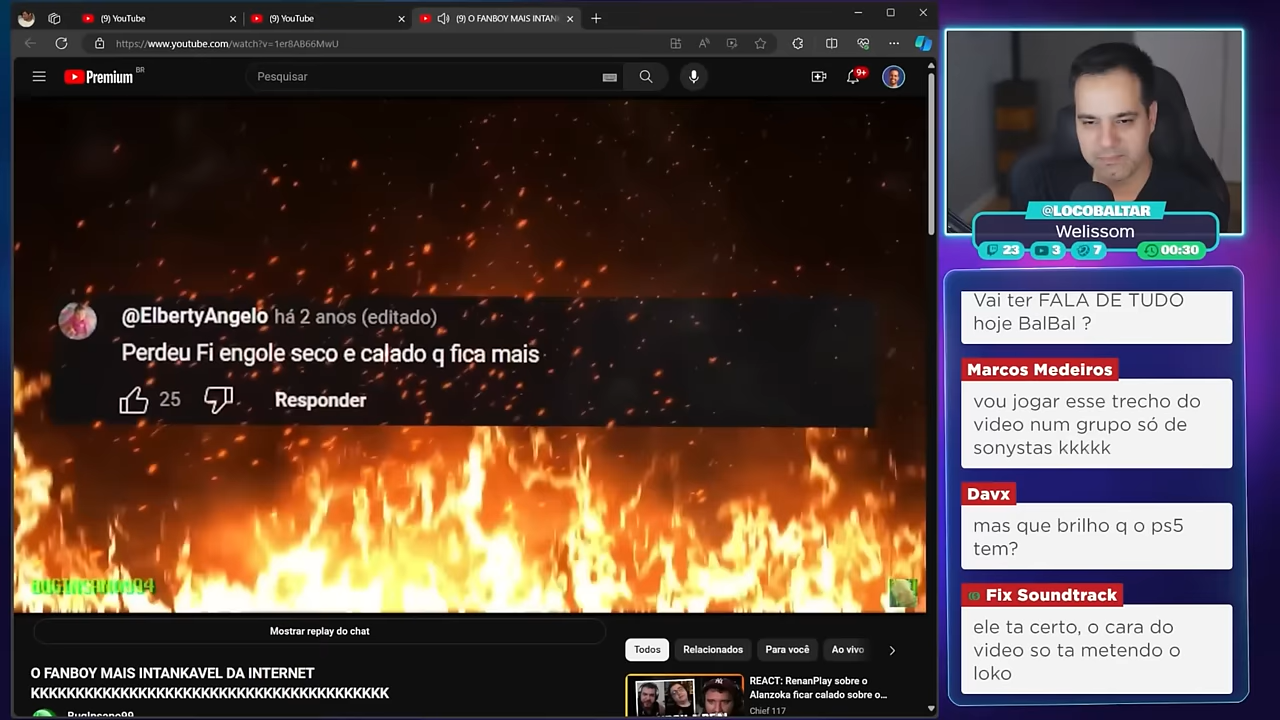 (9) YouTube
(9) YouTube
(9) O FANBOY MAIS INTAN
https://www.youtube.com/watch?v=1er8AB66MwU
Premium BR
Pesquisar
9+
@ElbertyAngelo há 2 anos (editado)
Perdeu Fi engole seco e calado q fica mais
25
Responder
BUGINSANO994
Mostrar replay do chat
O FANBOY MAIS INTANKAVEL DA INTERNET
KKKKKKKKKKKKKKKKKKKKKKKKKKKKKKKKKKKKKKKK
BugInsano99
Todos
Relacionados
Para você
Ao vivo
REACT: RenanPlay sobre o
Alanzoka ficar calado sobre o...
Chief 117
@LOCOBALTAR
Welissom
23
3
7
00:30
Vai ter FALA DE TUDO
hoje BalBal ?
Marcos Medeiros
vou jogar esse trecho do
video num grupo só de
sonystas kkkkk
Davx
mas que brilho q o ps5
tem?
Fix Soundtrack
ele ta certo, o cara do
video so ta metendo o
loko